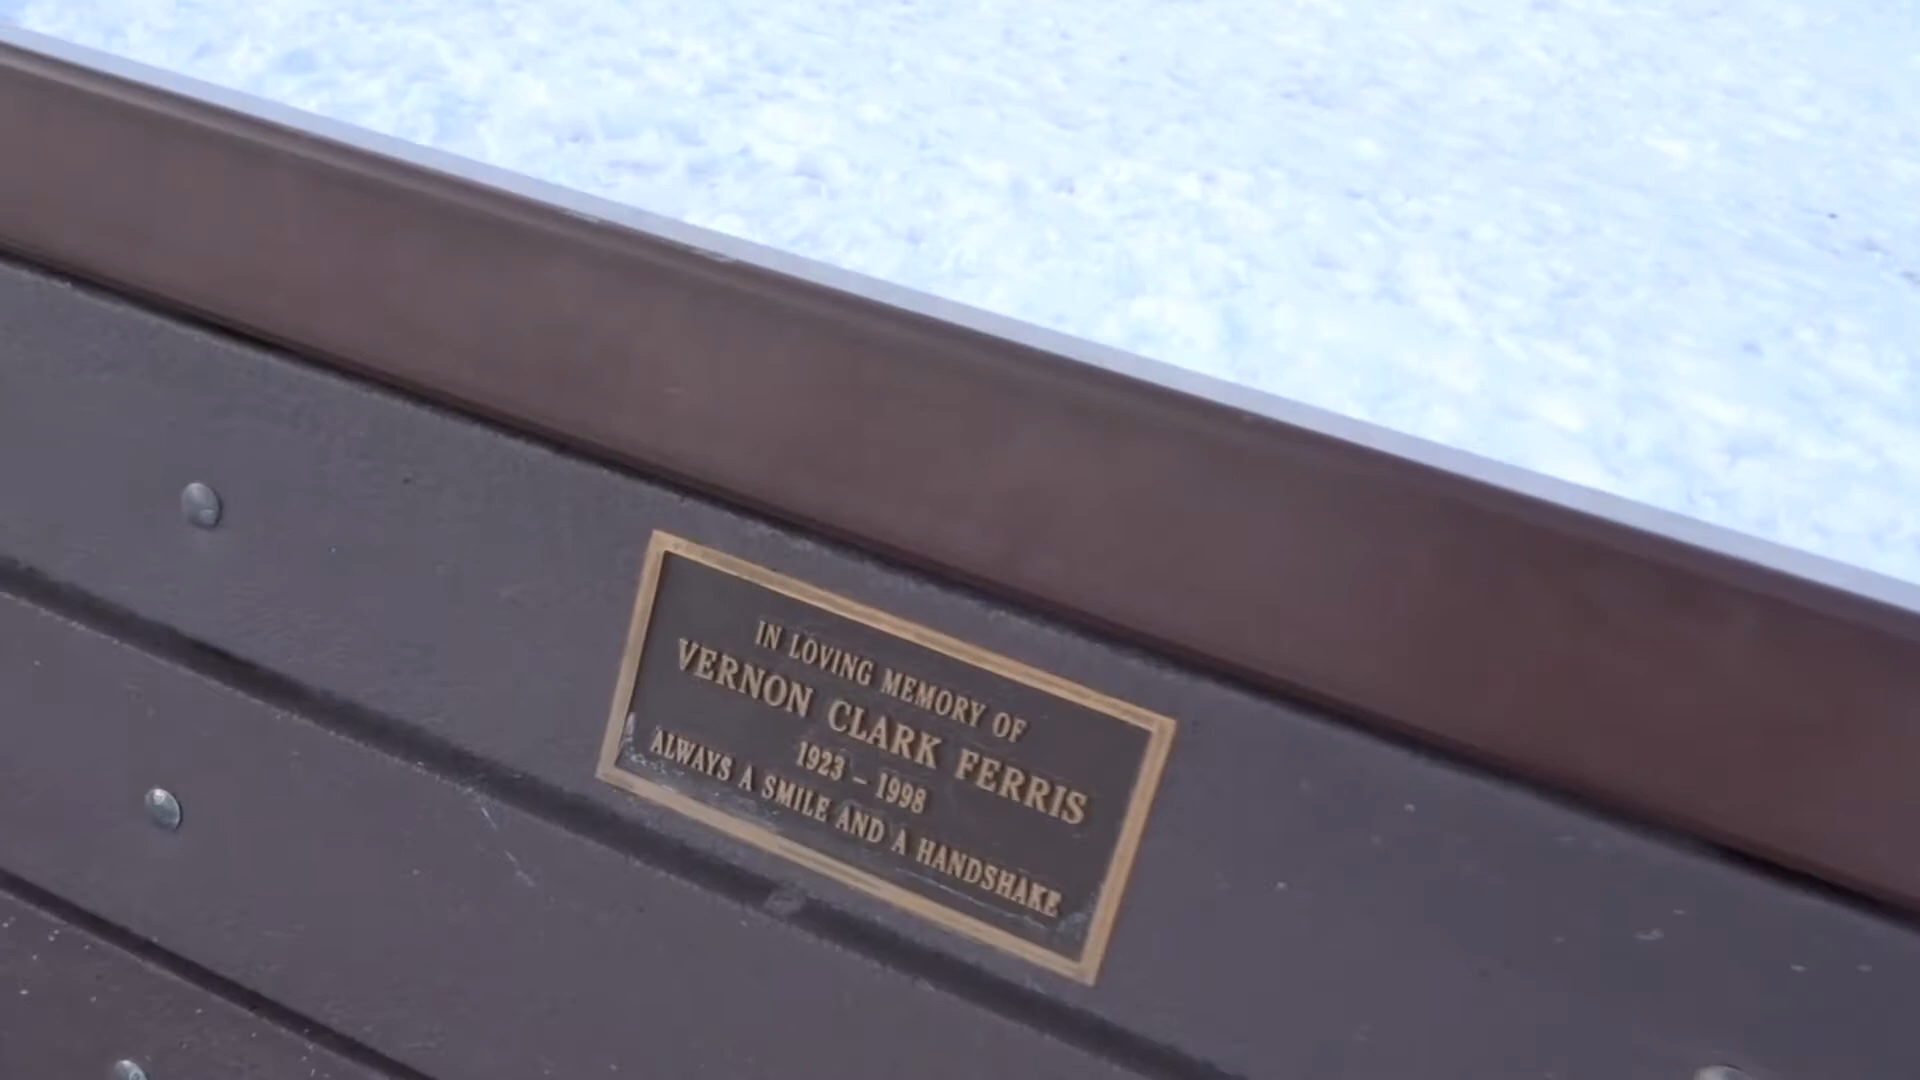 IN LOVING MEMORY OF
VERNON CLARK FERRIS
1923 – 1998
ALWAYS A SMILE AND A HANDSHAKE